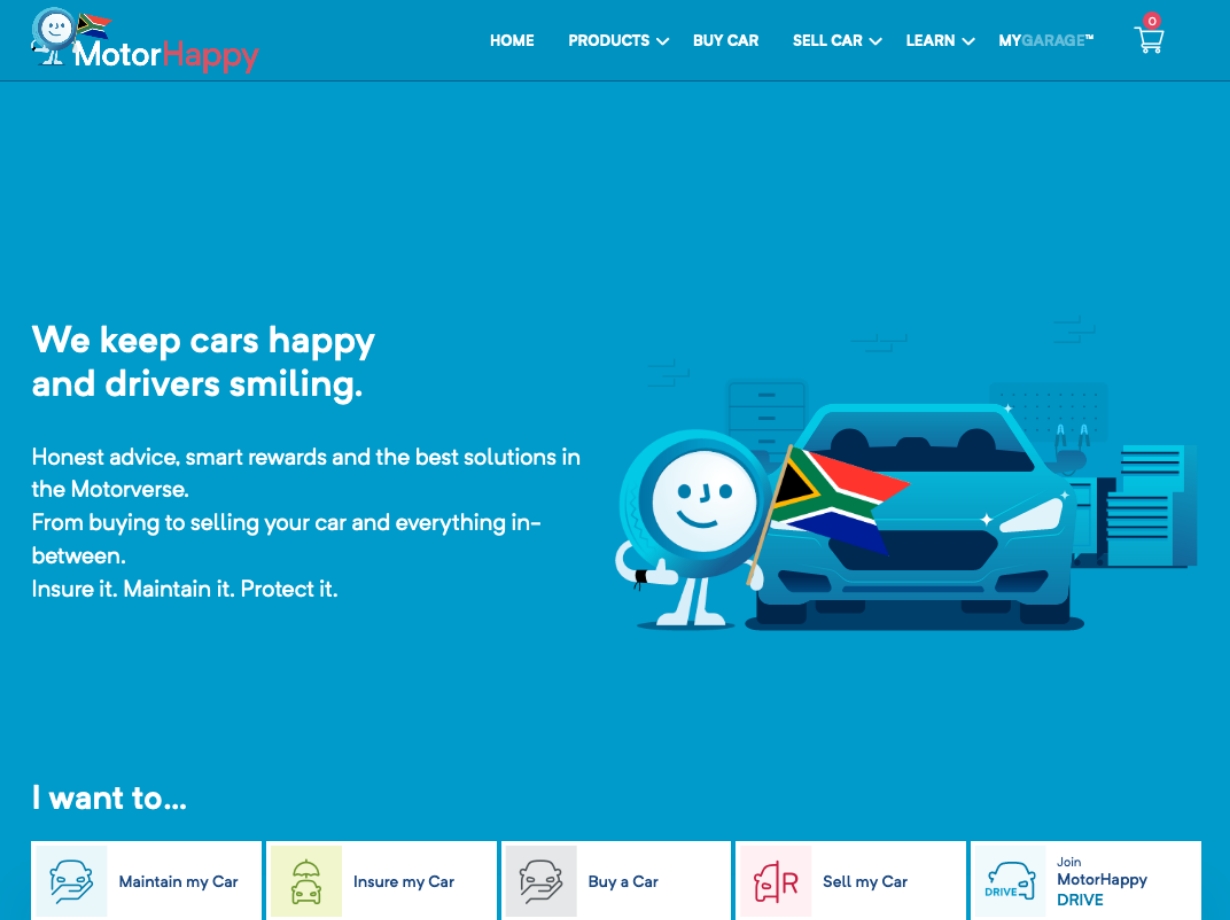 MotorHappy
HOME PRODUCTS BUY CAR SELL CAR LEARN MYGARAGE™ 0
We keep cars happy
and drivers smiling.
Honest advice, smart rewards and the best solutions in
the Motorverse.
From buying to selling your car and everything in-
between.
Insure it. Maintain it. Protect it.
I want to...
Maintain my Car
Insure my Car
Buy a Car
R
Sell my Car
DRIVE
Join
MotorHappy
DRIVE